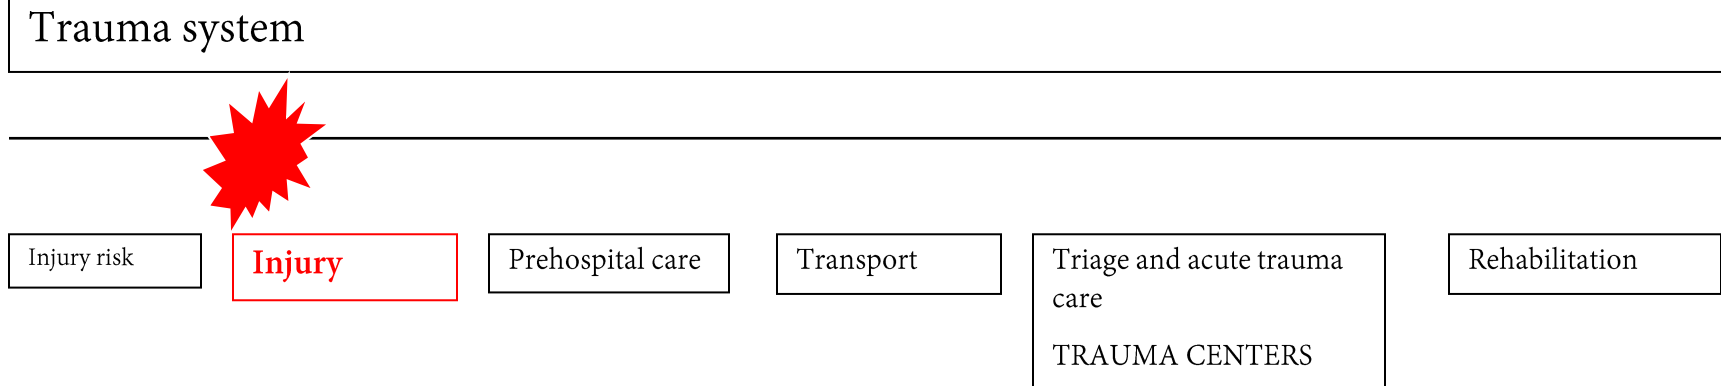 Trauma system
Injury risk
Injury
Prehospital care
Transport
Triage and acute trauma
care
TRAUMA CENTERS
Rehabilitation